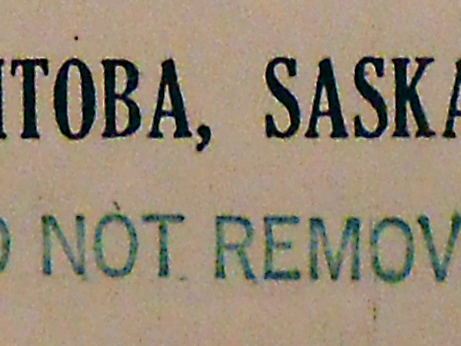 ITOBA, SASKA
O NOT REMOV